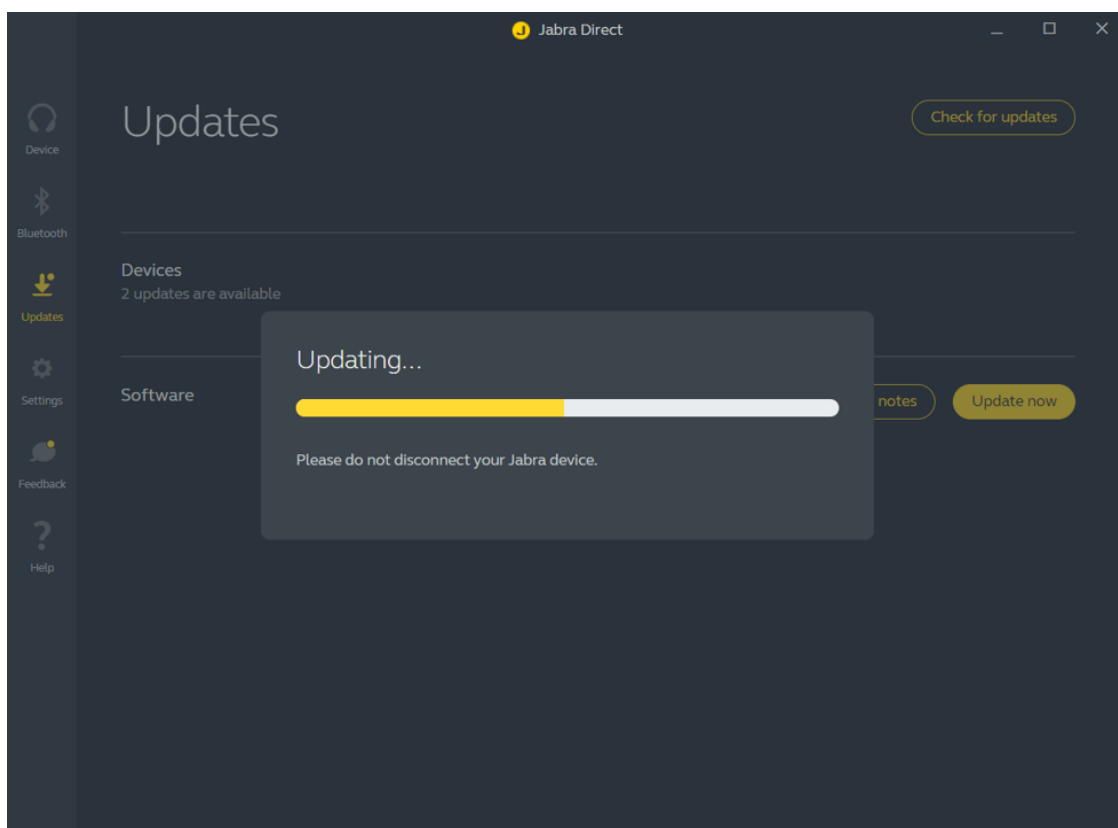 Jabra Direct
Device
Bluetooth
Updates
Settings
Feedback
Help
Updates
Check for updates
Devices
2 updates are available
Software
notes
Update now
Updating...
Please do not disconnect your Jabra device.